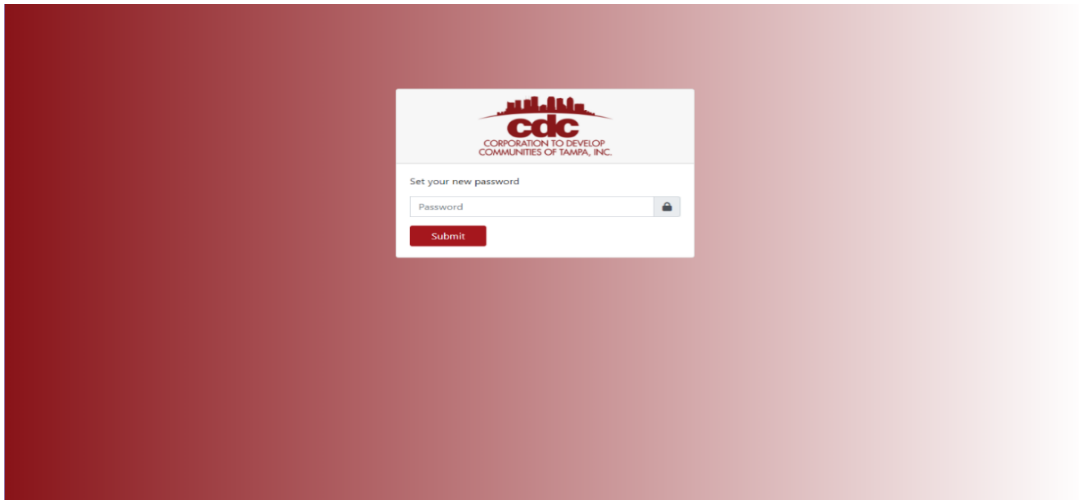 cdc
CORPORATION TO DEVELOP
COMMUNITIES OF TAMPA, INC.
Set your new password
Password
Submit